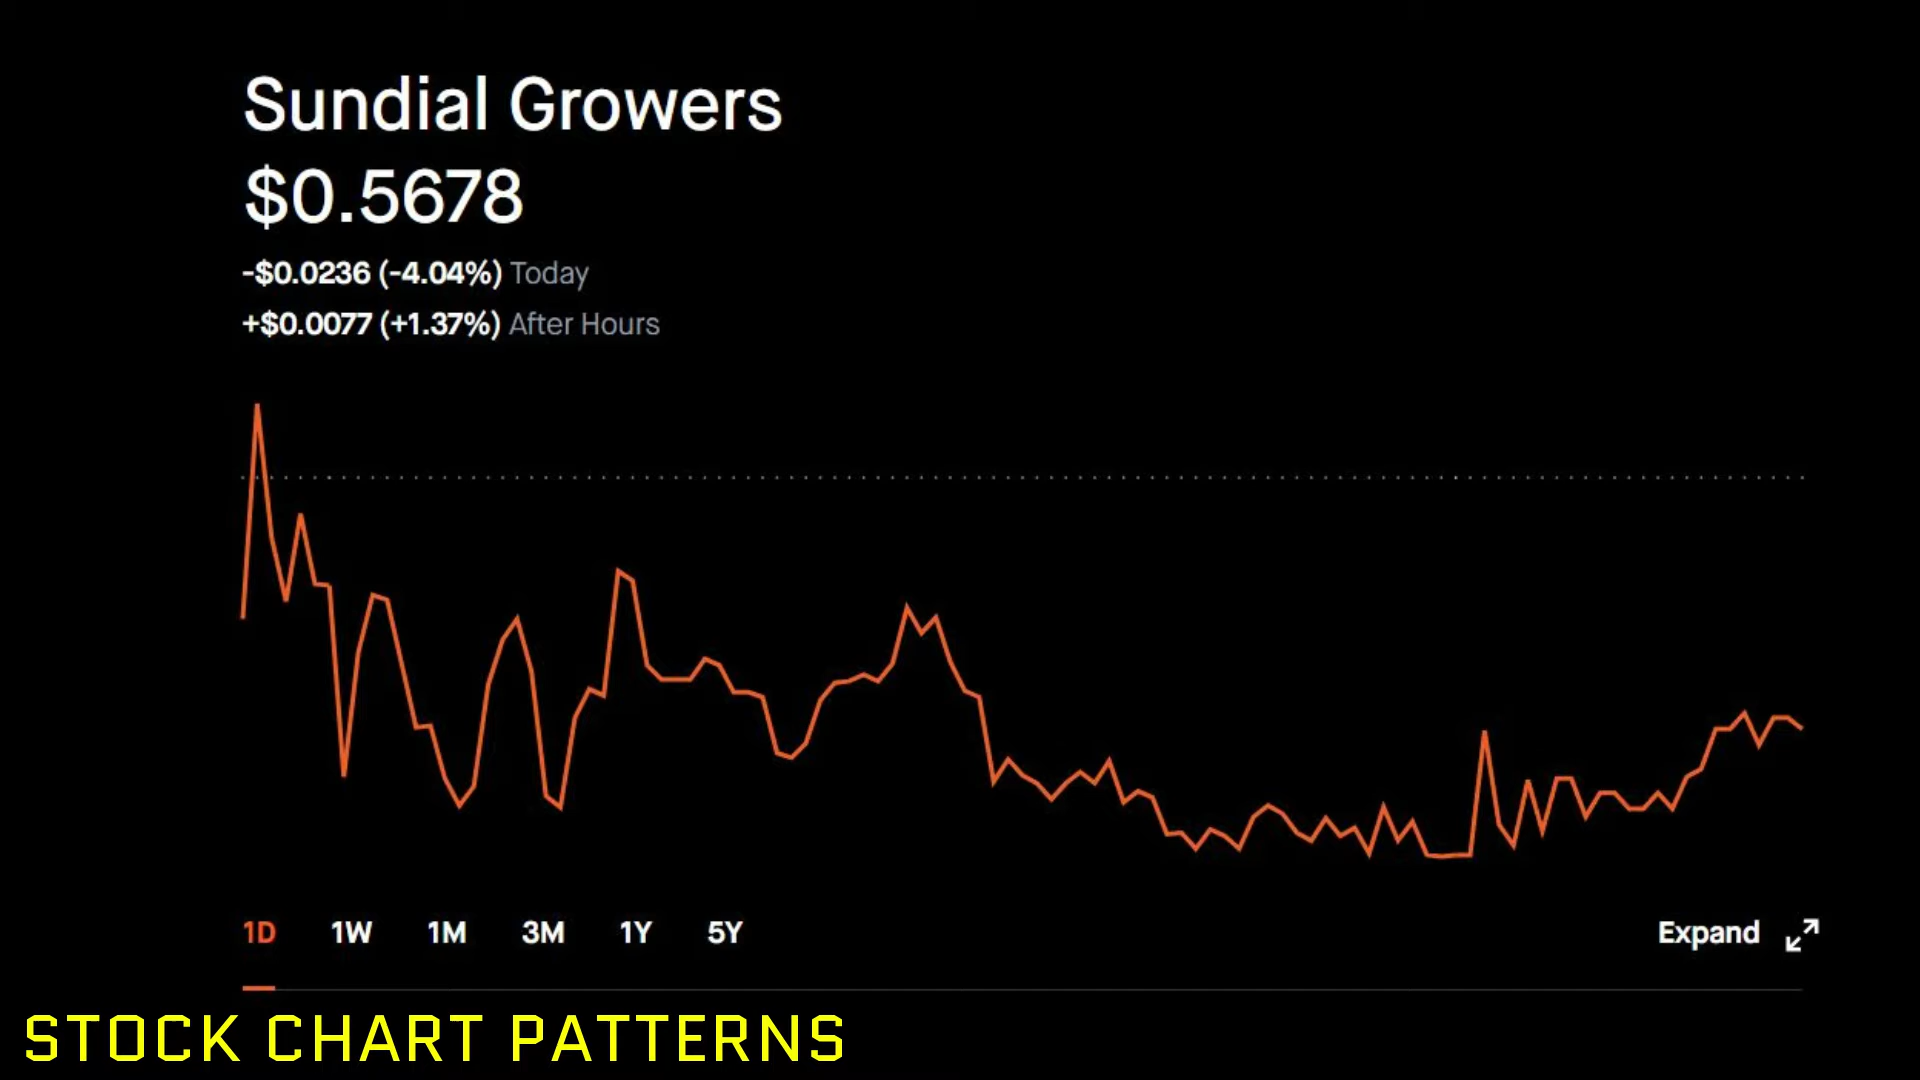 Sundial Growers
$0.5678
-$0.0236 (-4.04%) Today
+$0.0077 (+1.37%) After Hours
1D 1W 1M 3M 1Y 5Y Expand
STOCK CHART PATTERNS